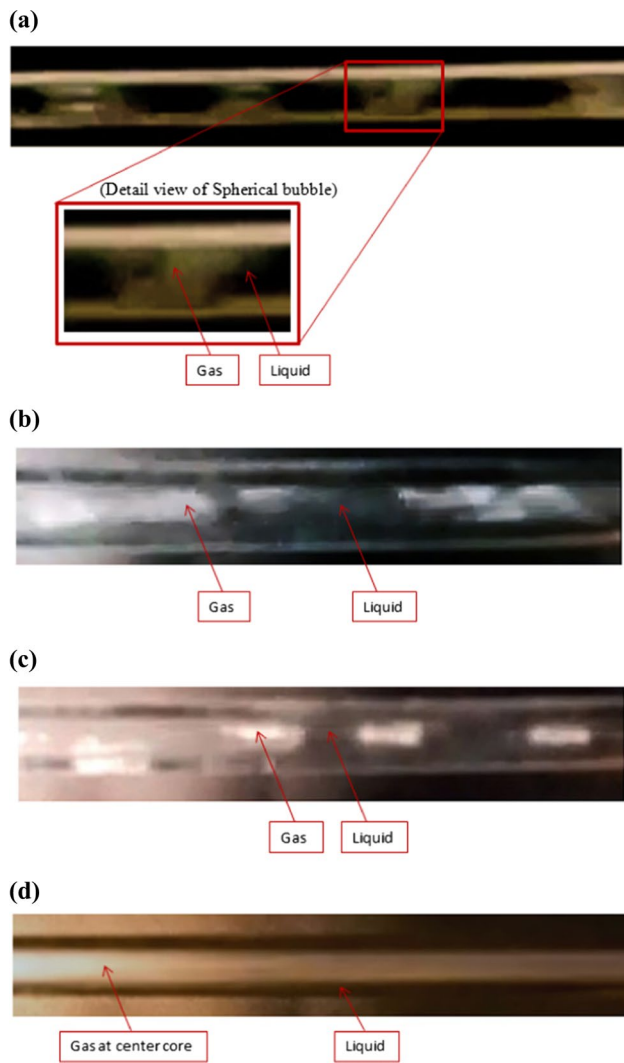 (a)
(Detail view of Spherical bubble)
Gas
Liquid
(b)
Gas
Liquid
(c)
Gas
Liquid
(d)
Gas at center core
Liquid